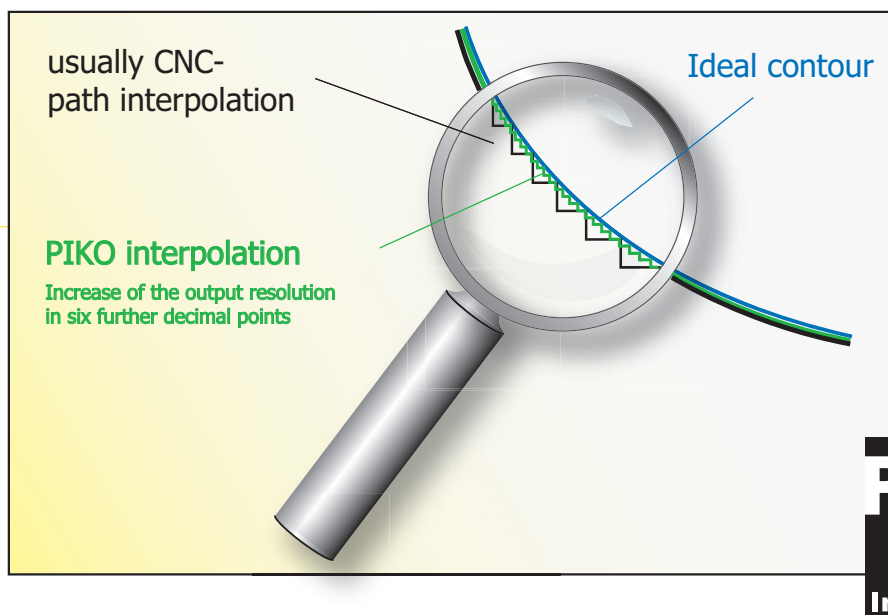 usually CNC-
path interpolation
Ideal contour
PIKO interpolation
Increase of the output resolution
in six further decimal points